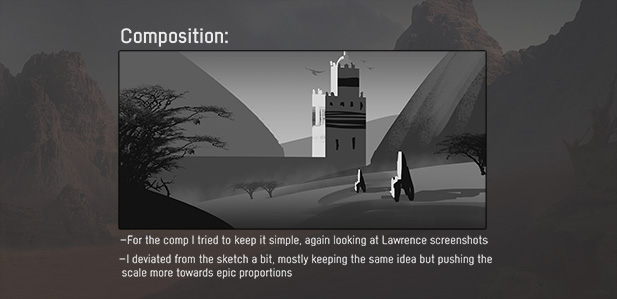 Composition:
-For the comp I tried to keep it simple, again looking at Lawrence screenshots
-I deviated from the sketch a bit, mostly keeping the same idea but pushing the
scale more towards epic proportions